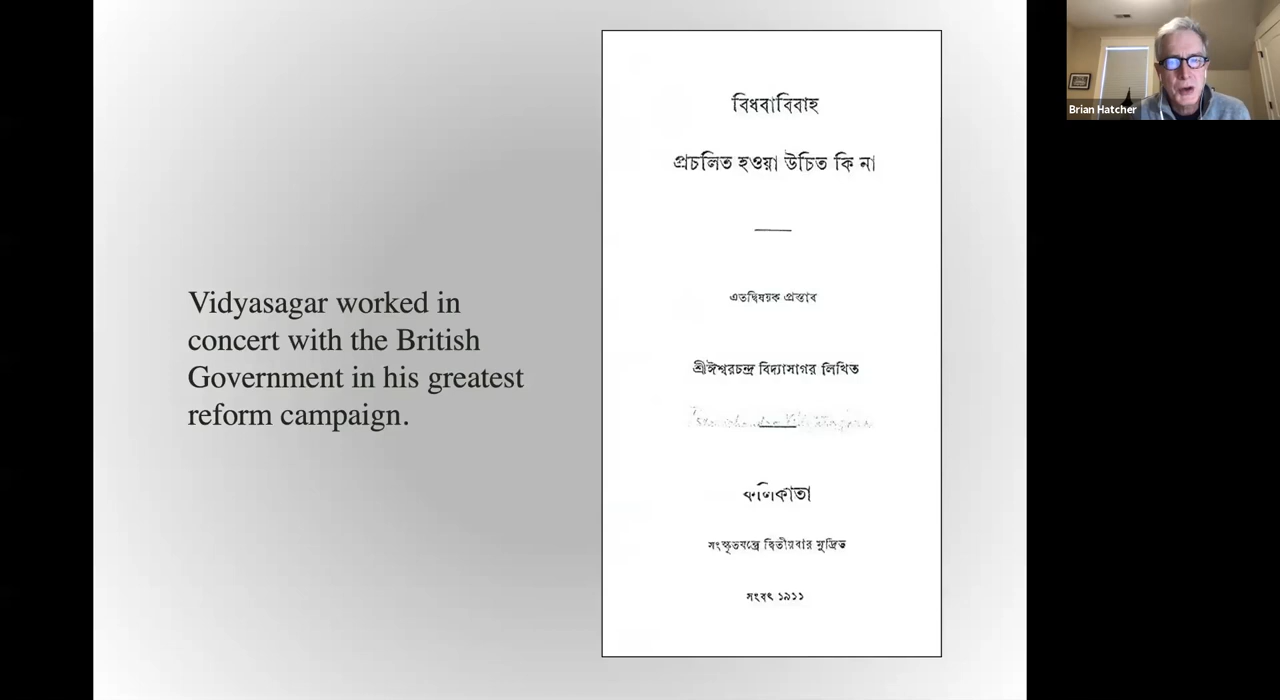 Vidyasagar worked in
concert with the British
Government in his greatest
reform campaign.
বিধবাবিবাহ
প্রচলিত হওয়া উচিত কি না
এতদ্বিষয়ক প্রস্তাব
শ্রীঈশ্বরচন্দ্র বিদ্যাসাগর লিখিত
কলিকাতা
সংস্কৃতযন্ত্রে দ্বিতীয়বার মুদ্রিত
সংবৎ ১৯১১
Brian Hatcher